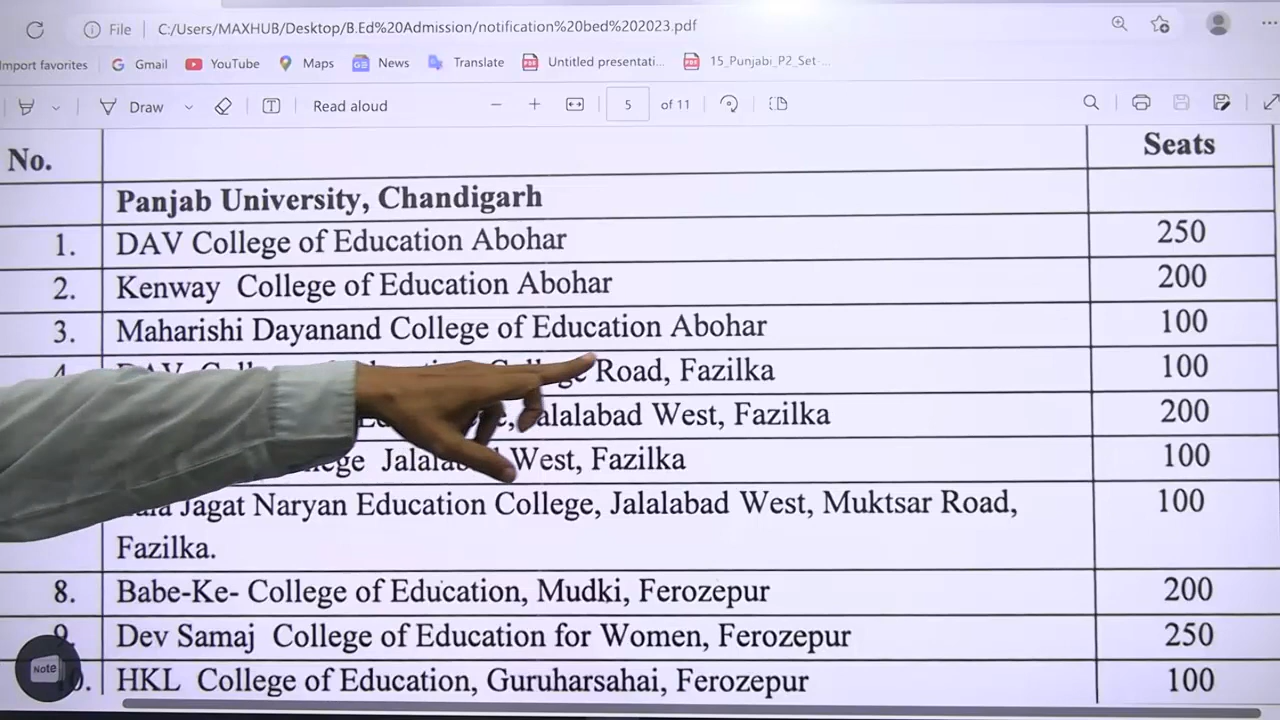 File C:/Users/MAXHUB/Desktop/B.Ed%20Admission/notification%20bed%202023.pdf
Import favorites Gmail YouTube Maps News Translate Untitled presentati... 15_Punjabi_P2_Set-...
Draw Read aloud 5 of 11
No. Seats
Panjab University, Chandigarh
1. DAV College of Education Abohar 250
2. Kenway College of Education Abohar 200
3. Maharishi Dayanand College of Education Abohar 100
Road, Fazilka 100
Jalalabad West, Fazilka 200
West, Fazilka 100
Jagat Naryan Education College, Jalalabad West, Muktsar Road, 100
Fazilka.
8. Babe-Ke- College of Education, Mudki, Ferozepur 200
9. Dev Samaj College of Education for Women, Ferozepur 250
10. HKL College of Education, Guruharsahai, Ferozepur 100
Note